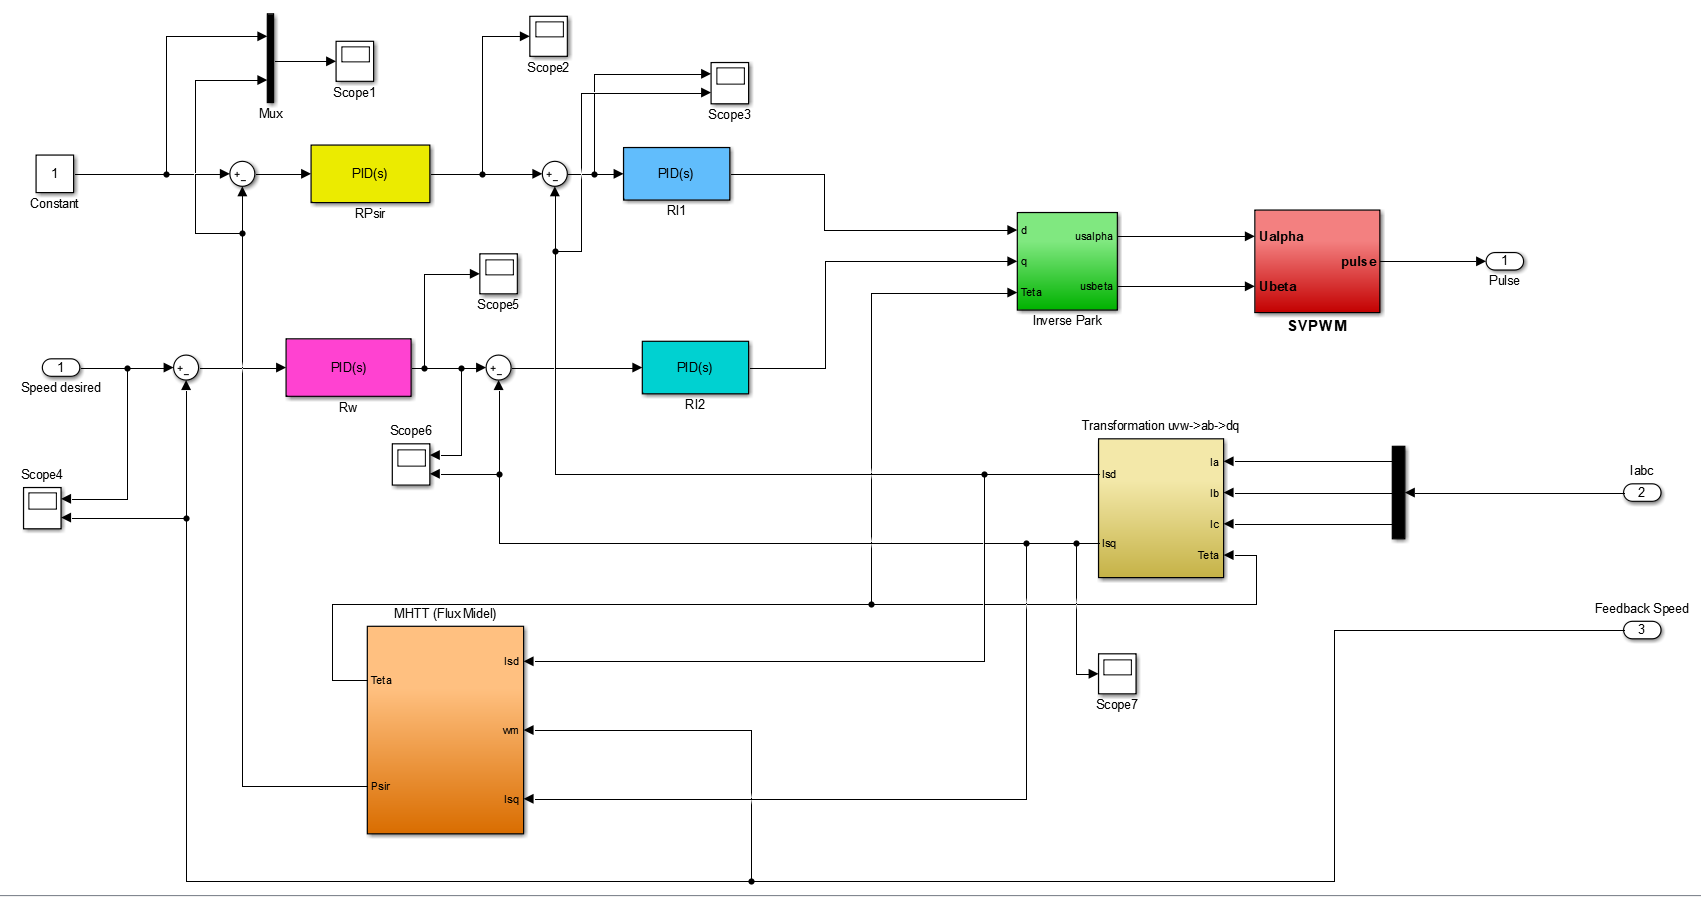 Scope2
Mux
Scope1
Scope3
1
Constant
+
-
PID(s)
RPsir
+
-
PID(s)
RI1
d
q
Teta
usalpha
usbeta
Inverse Park
Ualpha
Ubeta
pulse
SVPWM
1
Pulse
Scope5
1
Speed desired
+
-
PID(s)
Rw
+
-
PID(s)
RI2
Scope6
Scope4
Transformation uvw->ab->dq
Isd
Isq
Ia
Ib
Ic
Teta
Iabc
2
Feedback Speed
3
MHTT (Flux Midel)
Teta
Psir
Isd
wm
Isq
Scope7